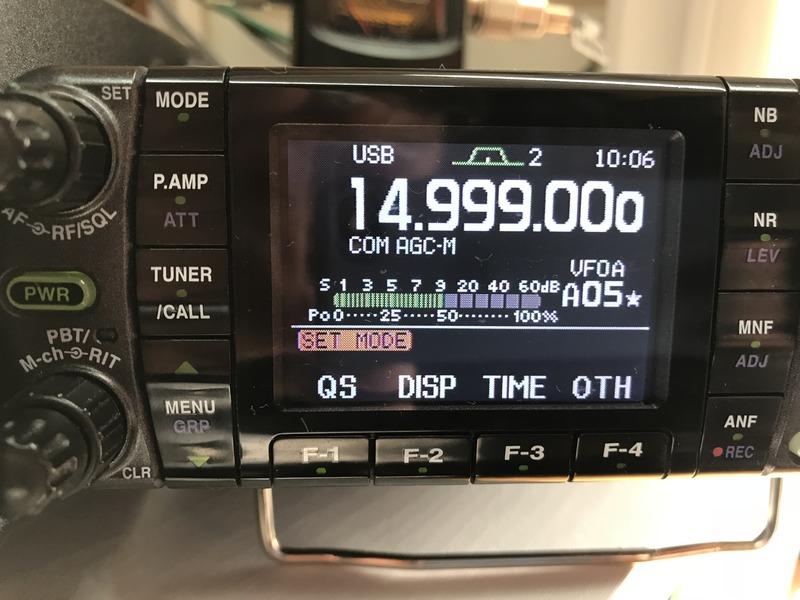 SET
AF RF/SQL
PWR
PBT/
M-ch RIT
CLR
MODE
P.AMP
ATT
TUNER
/CALL
MENU
GRP
USB 2 10:06
14.999.000
COM AGC-M
VFOA
S 1 3 5 7 9 20 40 60dB
A05★
Po0·····25·····50·······100%
SET MODE
QS DISP TIME OTH
F-1 F-2 F-3 F-4
NB
ADJ
NR
LEV
MNF
ADJ
ANF
REC